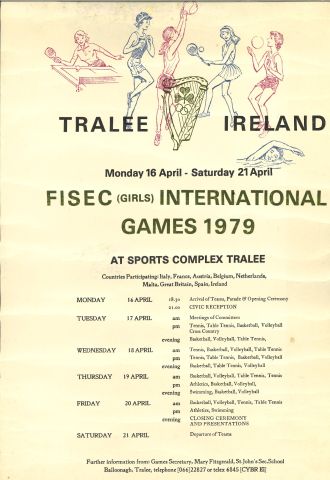 TRALEE IRELAND
Monday 16 April - Saturday 21 April
FISEC (GIRLS) INTERNATIONAL
GAMES 1979
AT SPORTS COMPLEX TRALEE
Countries Participating: Italy, France, Austria, Belgium, Netherlands,
Malta, Great Britain, Spain, Ireland
MONDAY 16 APRIL 18.30 Arrival of Teams, Parade & Opening Ceremony
21.00 CIVIC RECEPTION
TUESDAY 17 APRIL am Meetings of Committees
pm Tennis, Table Tennis, Basketball, Volleyball
Cross Country
evening Basketball, Volleyball, Table Tennis,
WEDNESDAY 18 APRIL am Tennis, Basketball, Volleyball, Table Tennis
pm Tennis, Table Tennis, Basketball, Volleyball
evening Basketball, Table Tennis, Volleyball
THURSDAY 19 APRIL am Basketball, Volleyball, Table Tennis, Tennis
pm Athletics, Basketball, Volleyball,
evening Swimming, Basketball, Volleyball
FRIDAY 20 APRIL am Basketball, Volleyball, Tennis, Table Tennis
pm Athletics, Swimming
evening CLOSING CEREMONY
AND PRESENTATIONS
SATURDAY 21 APRIL Departure of Teams
Further information from: Games Secretary, Mary Fitzgerald, St John's Sec. School
Balloonagh, Tralee, telephone [066]22827 or telex 6845 [CYBR EI]